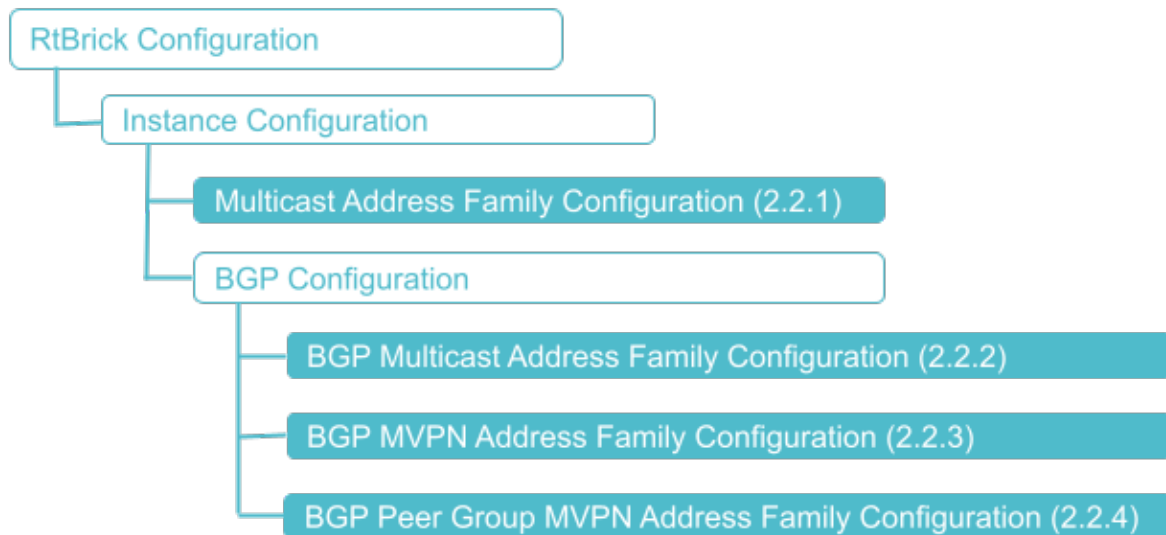 RtBrick Configuration
Instance Configuration
Multicast Address Family Configuration (2.2.1)
BGP Configuration
BGP Multicast Address Family Configuration (2.2.2)
BGP MVPN Address Family Configuration (2.2.3)
BGP Peer Group MVPN Address Family Configuration (2.2.4)